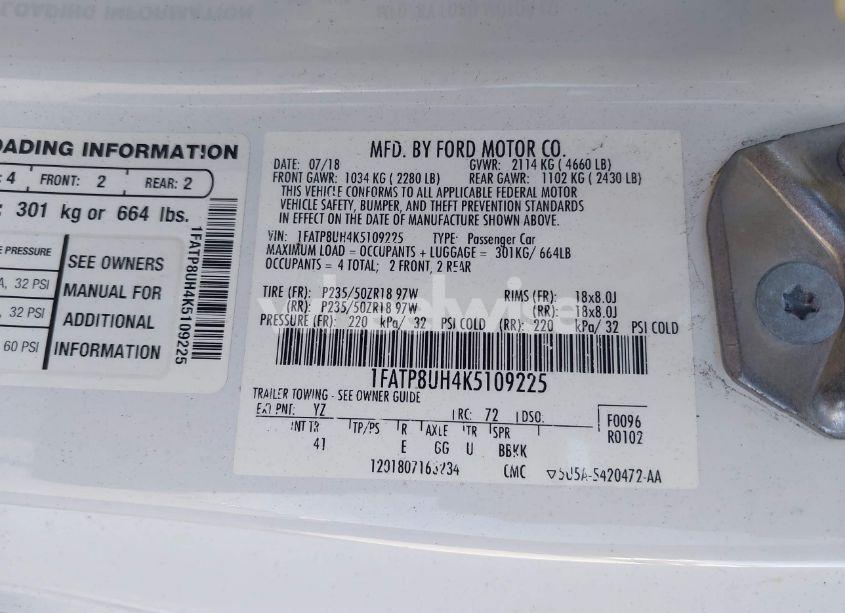 LOADING INFORMATION
: 4 FRONT: 2 REAR: 2
: 301 kg or 664 lbs.
PRESSURE
, 32 PSI
, 32 PSI
60 PSI
SEE OWNERS
MANUAL FOR
ADDITIONAL
INFORMATION
1FATP8UH4K5109225
MFD. BY FORD MOTOR CO.
DATE: 07/18 GVWR: 2114 KG ( 4660 LB)
FRONT GAWR: 1034 KG ( 2280 LB) REAR GAWR: 1102 KG ( 2430 LB)
THIS VEHICLE CONFORMS TO ALL APPLICABLE FEDERAL MOTOR
VEHICLE SAFETY, BUMPER, AND THEFT PREVENTION STANDARDS
IN EFFECT ON THE DATE OF MANUFACTURE SHOWN ABOVE.
VIN: 1FATP8UH4K5109225 TYPE: Passenger Car
MAXIMUM LOAD = OCCUPANTS + LUGGAGE = 301KG/ 664LB
OCCUPANTS = 4 TOTAL; 2 FRONT, 2 REAR
TIRE (FR): P235/50ZR18 97W RIMS (FR): 18x8.0J
(RR): P235/50ZR18 97W (RR): 18x8.0J
PRESSURE (FR): 220 kPa/ 32 PSI COLD (RR): 220 kPa/ 32 PSI COLD
1FATP8UH4K5109225
TRAILER TOWING - SEE OWNER GUIDE
EXT PNT: YZ RC: 72 DSO:
INT TR TP/PS R AXLE TR SPR
41 E GG U BBKK
F0096
R0102
CMC